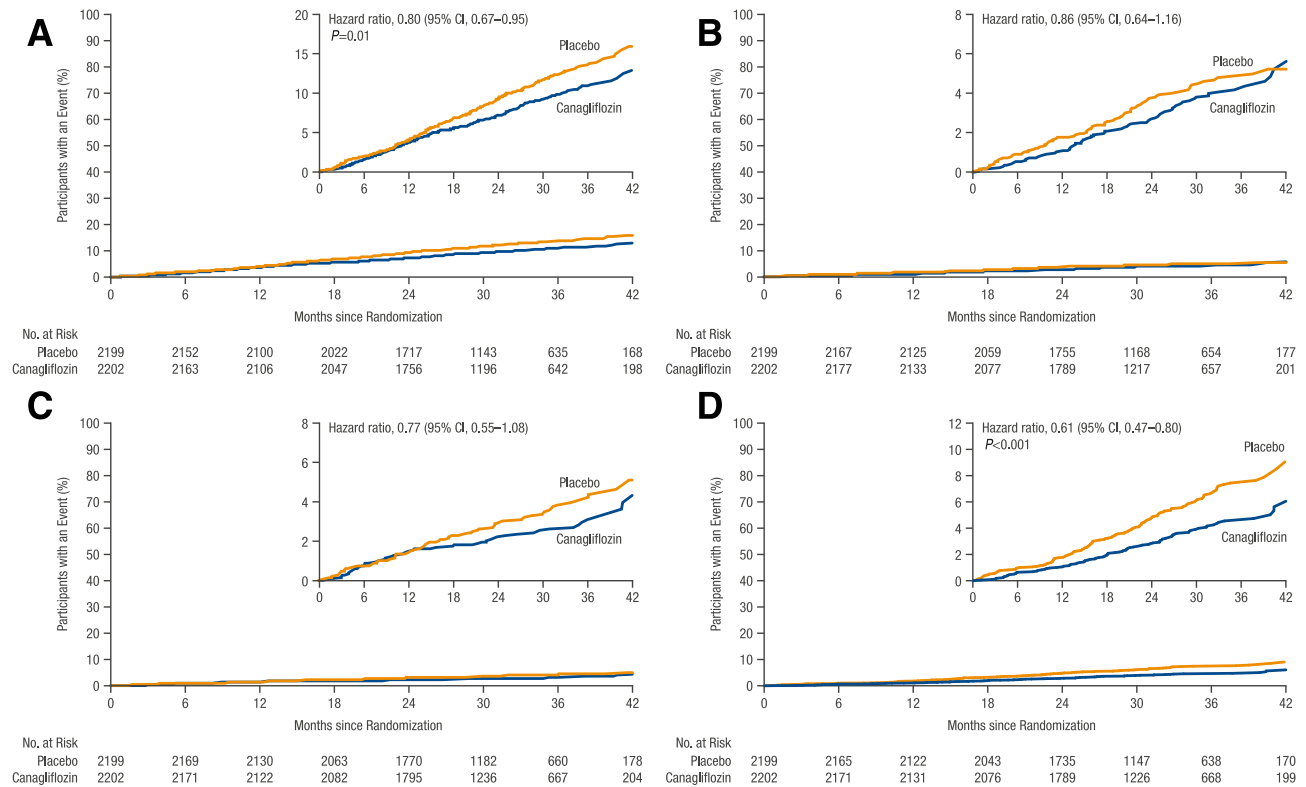 A
Hazard ratio, 0.80 (95% CI, 0.67–0.95)
P=0.01
Participants with an Event (%)
100
90
80
70
60
50
40
30
20
10
0
20
15
10
5
0
Placebo
Canagliflozin
0 6 12 18 24 30 36 42
0 6 12 18 24 30 36 42
Months since Randomization
No. at Risk
Placebo 2199 2152 2100 2022 1717 1143 635 168
Canagliflozin 2202 2163 2106 2047 1756 1196 642 198
B
Hazard ratio, 0.86 (95% CI, 0.64–1.16)
Participants with an Event (%)
100
90
80
70
60
50
40
30
20
10
0
8
6
4
2
0
Placebo
Canagliflozin
0 6 12 18 24 30 36 42
0 6 12 18 24 30 36 42
Months since Randomization
No. at Risk
Placebo 2199 2167 2125 2059 1755 1168 654 177
Canagliflozin 2202 2177 2133 2077 1789 1217 657 201
C
Hazard ratio, 0.77 (95% CI, 0.55–1.08)
Participants with an Event (%)
100
90
80
70
60
50
40
30
20
10
0
8
6
4
2
0
Placebo
Canagliflozin
0 6 12 18 24 30 36 42
0 6 12 18 24 30 36 42
Months since Randomization
No. at Risk
Placebo 2199 2169 2130 2063 1770 1182 660 178
Canagliflozin 2202 2171 2122 2082 1795 1236 667 204
D
Hazard ratio, 0.61 (95% CI, 0.47–0.80)
P<0.001
Participants with an Event (%)
100
90
80
70
60
50
40
30
20
10
0
12
10
8
6
4
2
0
Placebo
Canagliflozin
0 6 12 18 24 30 36 42
0 6 12 18 24 30 36 42
Months since Randomization
No. at Risk
Placebo 2199 2165 2122 2043 1735 1147 638 170
Canagliflozin 2202 2171 2131 2076 1789 1226 668 199